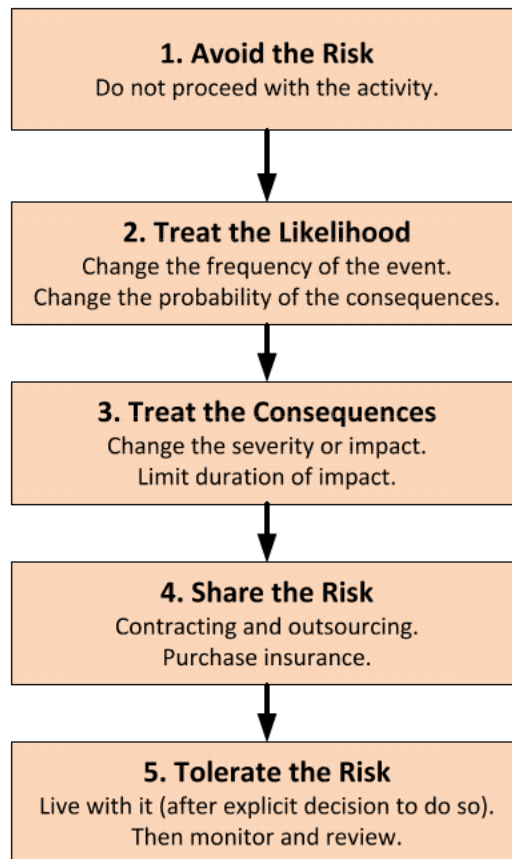 1. Avoid the Risk
Do not proceed with the activity.
2. Treat the Likelihood
Change the frequency of the event.
Change the probability of the consequences.
3. Treat the Consequences
Change the severity or impact.
Limit duration of impact.
4. Share the Risk
Contracting and outsourcing.
Purchase insurance.
5. Tolerate the Risk
Live with it (after explicit decision to do so).
Then monitor and review.